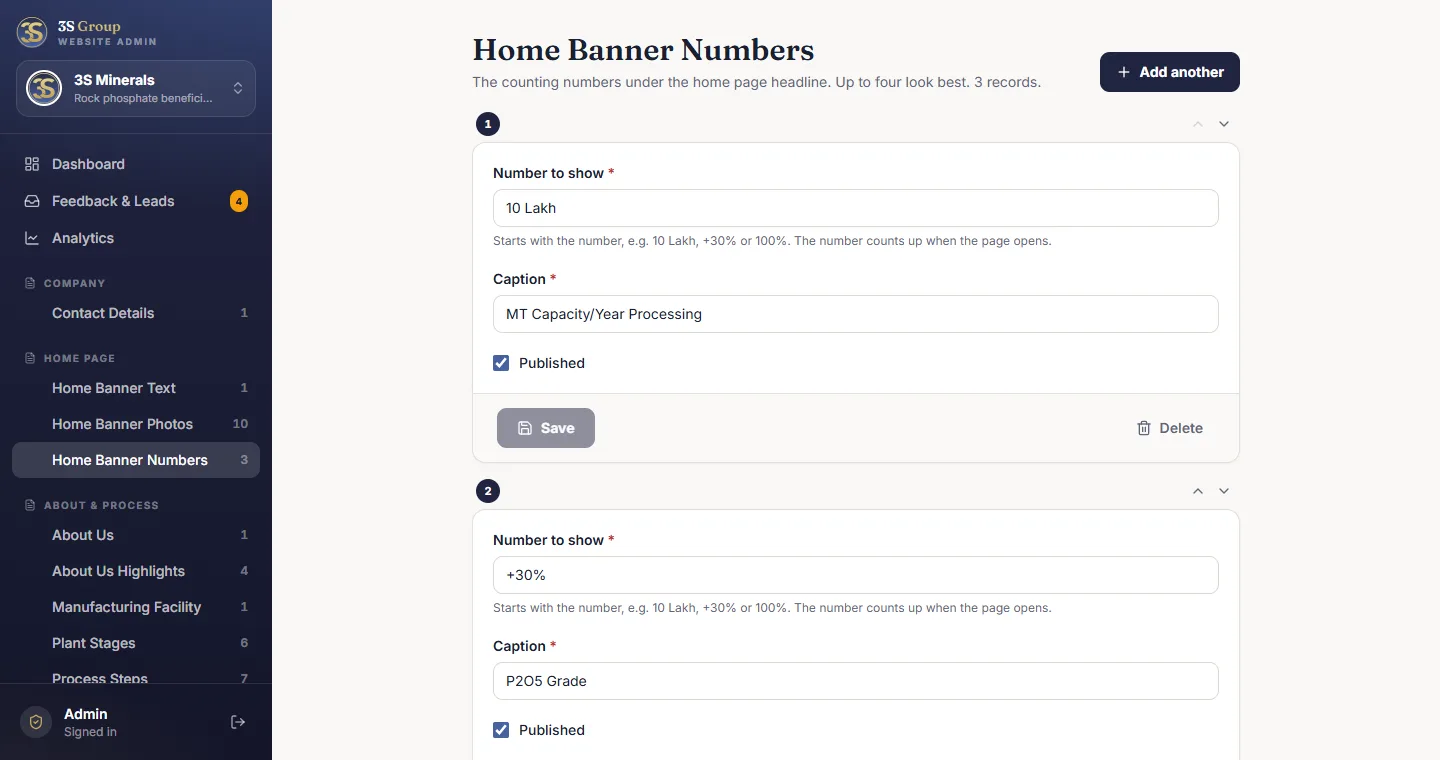 3S Group
WEBSITE ADMIN
3S Minerals
Rock phosphate benefici...
Dashboard
Feedback & Leads 4
Analytics
COMPANY
Contact Details 1
HOME PAGE
Home Banner Text 1
Home Banner Photos 10
Home Banner Numbers 3
ABOUT & PROCESS
About Us 1
About Us Highlights 4
Manufacturing Facility 1
Plant Stages 6
Process Steps 7
Admin
Signed in
Home Banner Numbers
The counting numbers under the home page headline. Up to four look best. 3 records.
+ Add another
1
Number to show *
10 Lakh
Starts with the number, e.g. 10 Lakh, +30% or 100%. The number counts up when the page opens.
Caption *
MT Capacity/Year Processing
Published
Save
Delete
2
Number to show *
+30%
Starts with the number, e.g. 10 Lakh, +30% or 100%. The number counts up when the page opens.
Caption *
P2O5 Grade
Published